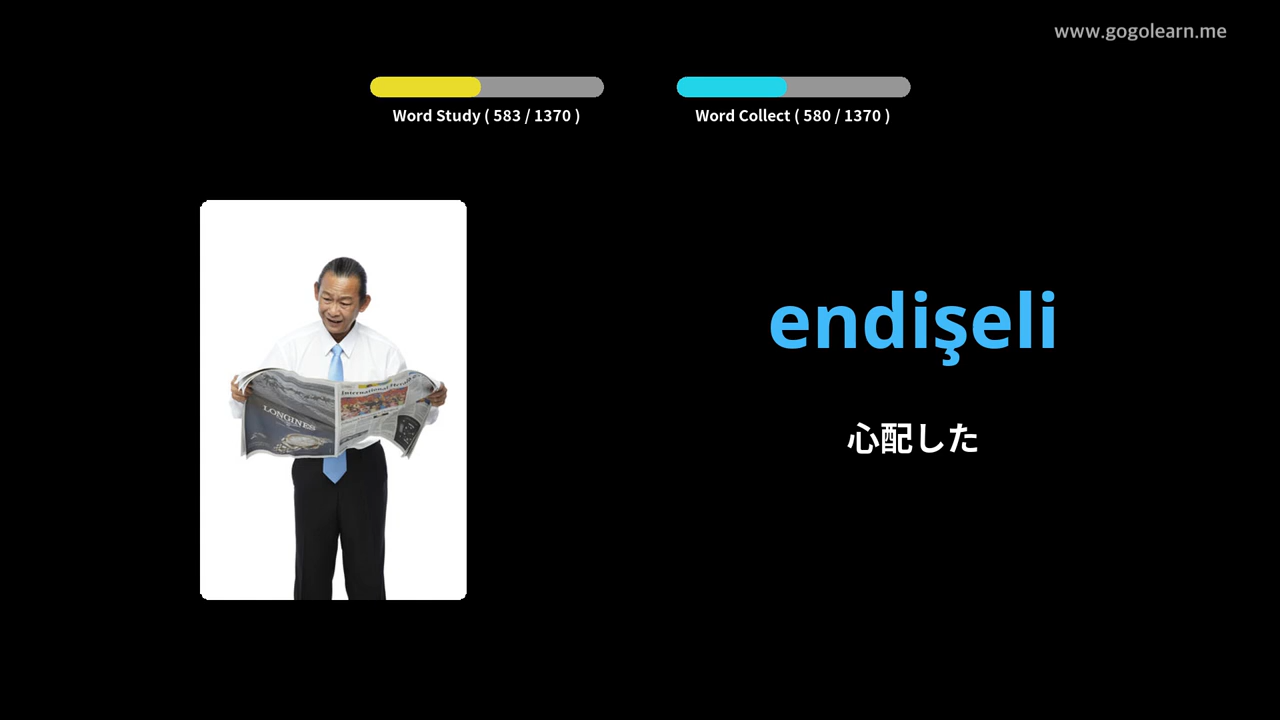 www.gogolearn.me
Word Study ( 583 / 1370 )
Word Collect ( 580 / 1370 )
LONGINES
endişeli
心配した